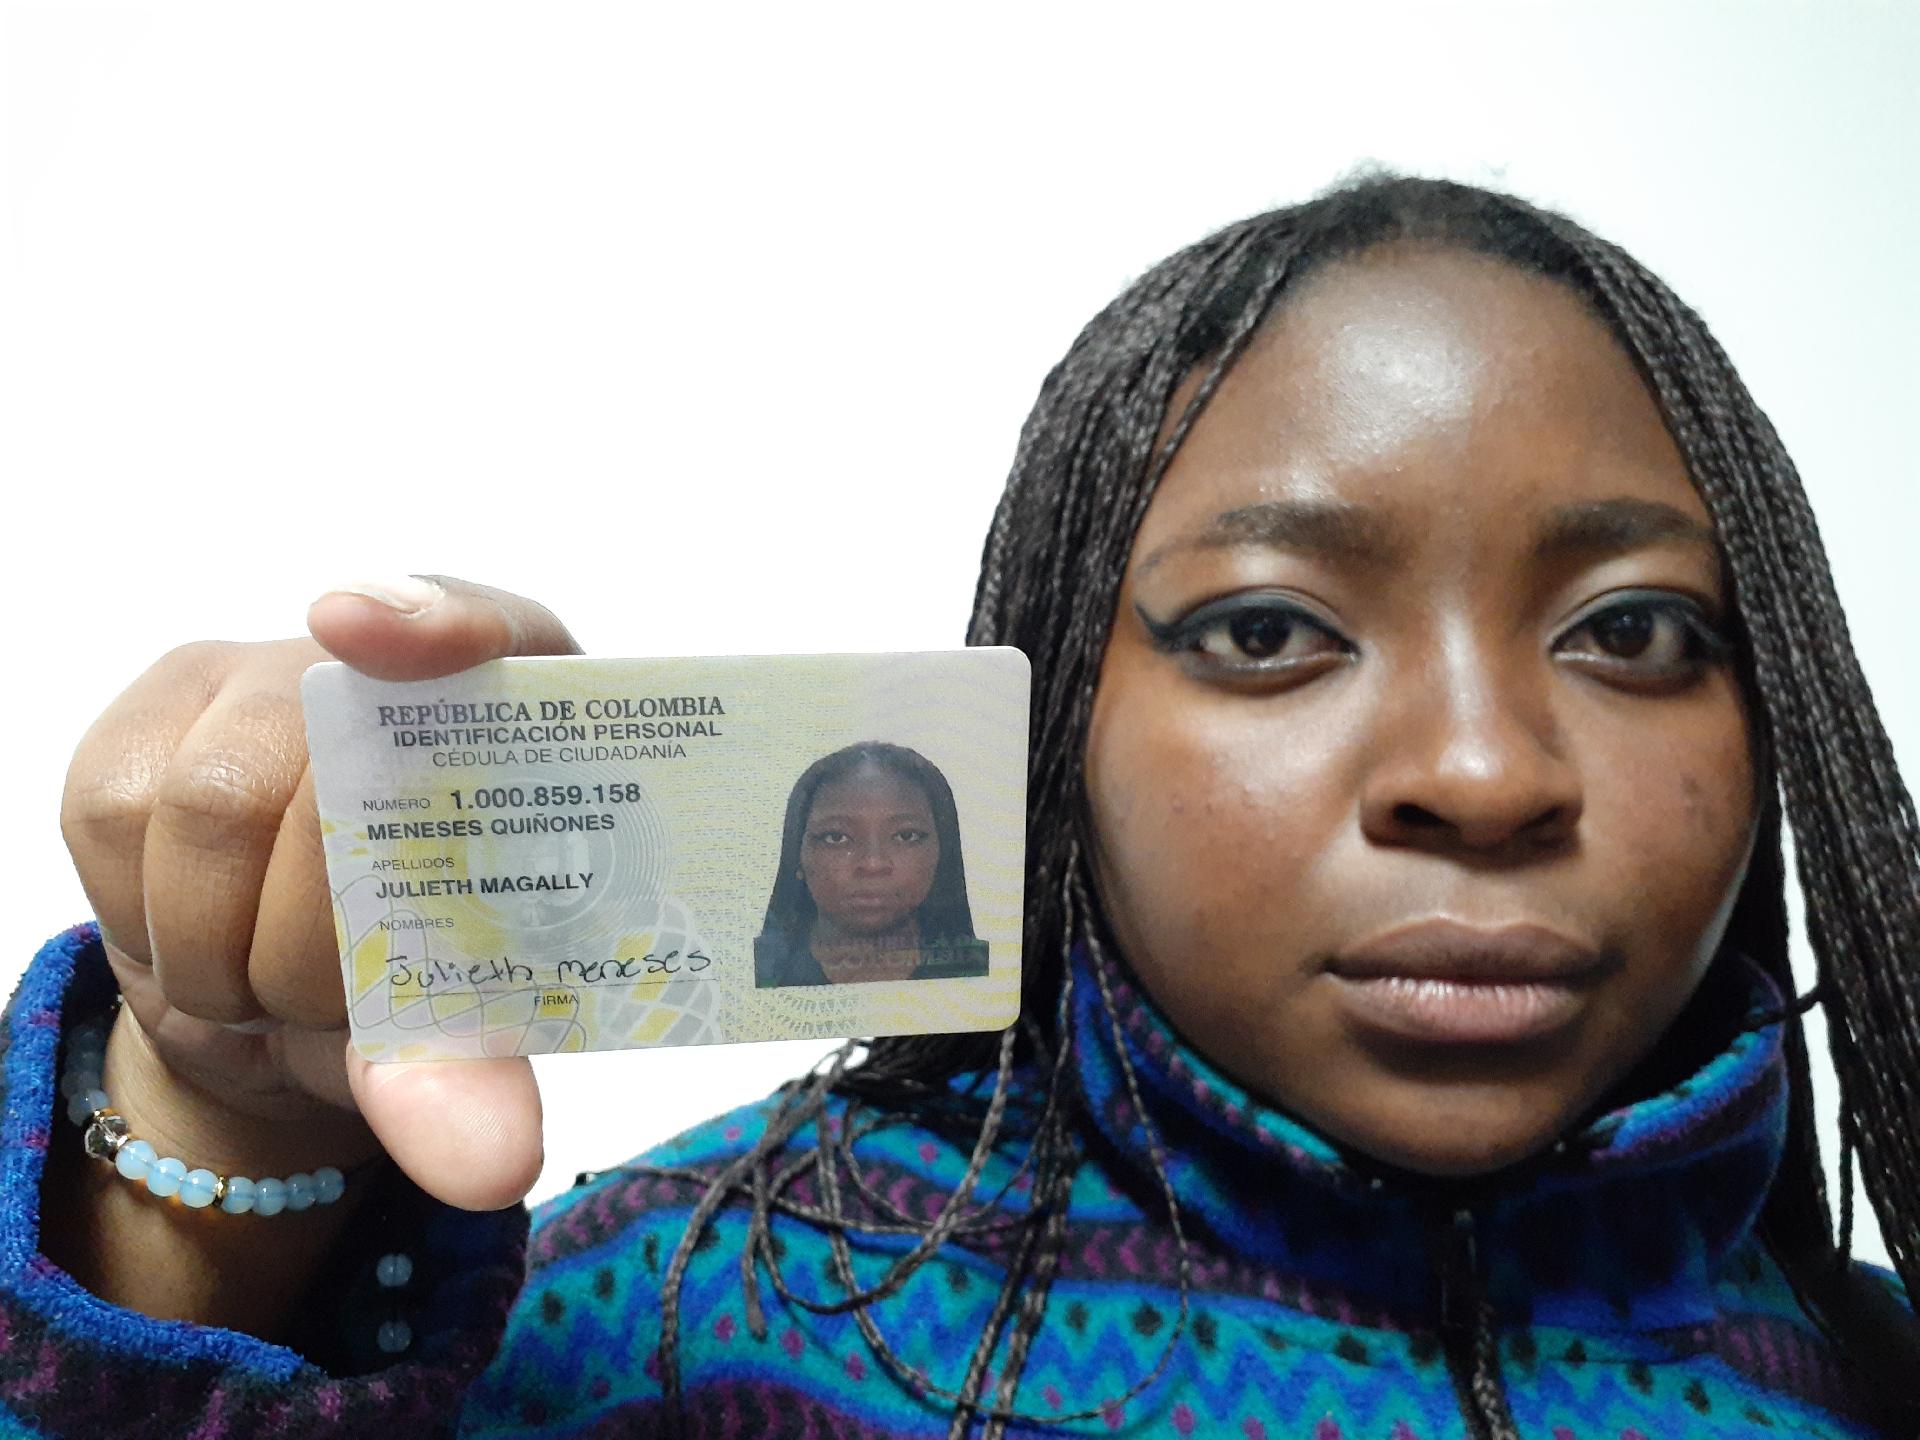 REPÚBLICA DE COLOMBIA
IDENTIFICACIÓN PERSONAL
CÉDULA DE CIUDADANÍA
NÚMERO 1.000.859.158
MENESES QUIÑONES
APELLIDOS
JULIETH MAGALLY
NOMBRES
Julieth meneses
FIRMA